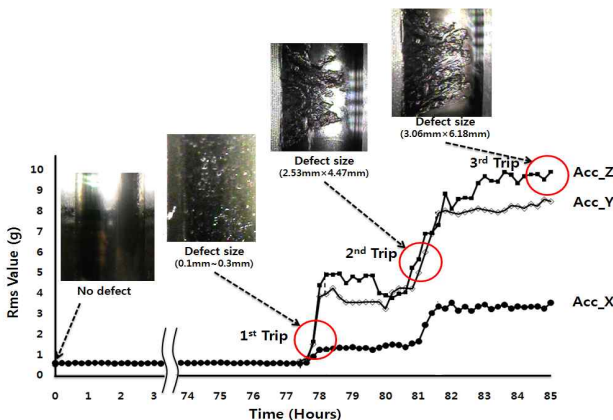 Defect size
(3.06mm×6.18mm)
Defect size
(2.53mm×4.47mm)
3rd Trip
Acc_Z
Acc_Y
Defect size
(0.1mm~0.3mm)
2nd Trip
No defect
1st Trip
Acc_X
Rms Value (g)
10
9
8
7
6
5
4
3
2
1
0
0 1 2 3 74 75 76 77 78 79 80 81 82 83 84 85
Time (Hours)